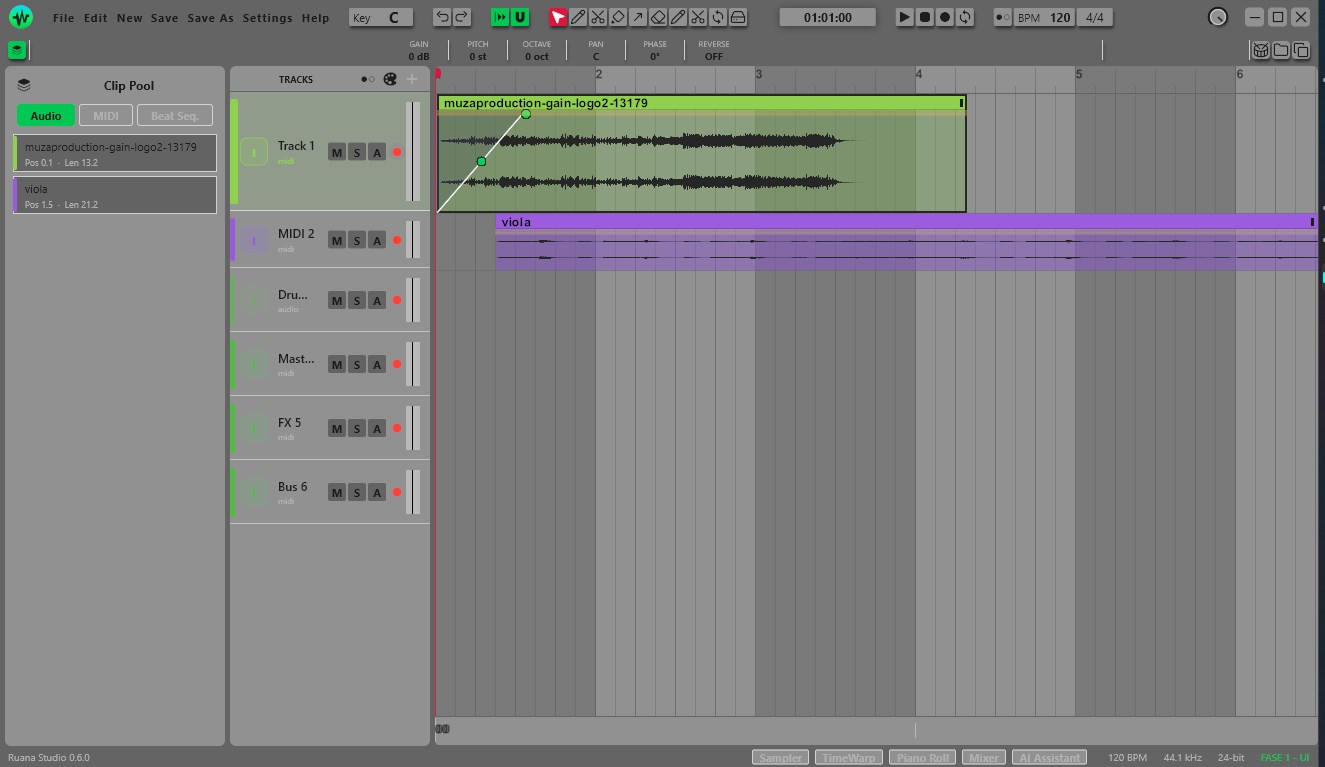 File Edit New Save Save As Settings Help Key C 01:01:00 BPM 120 4/4
GAIN PITCH OCTAVE PAN PHASE REVERSE
0 dB 0 st 0 oct C 0° OFF
Clip Pool
Audio MIDI Beat Seq.
muzaproduction-gain-logo2-13179
Pos 0.1 - Len 13.2
viola
Pos 1.5 - Len 21.2
TRACKS
Track 1
midi
M S A
MIDI 2
midi
M S A
Dru...
audio
M S A
Mast...
midi
M S A
FX 5
midi
M S A
Bus 6
midi
M S A
2 3 4 5 6
muzaproduction-gain-logo2-13179
viola
Ruana Studio 0.6.0
Sampler TimeWarp Piano Roll Mixer AI Assistant 120 BPM 44.1 kHz 24-bit FASE 1 - UI